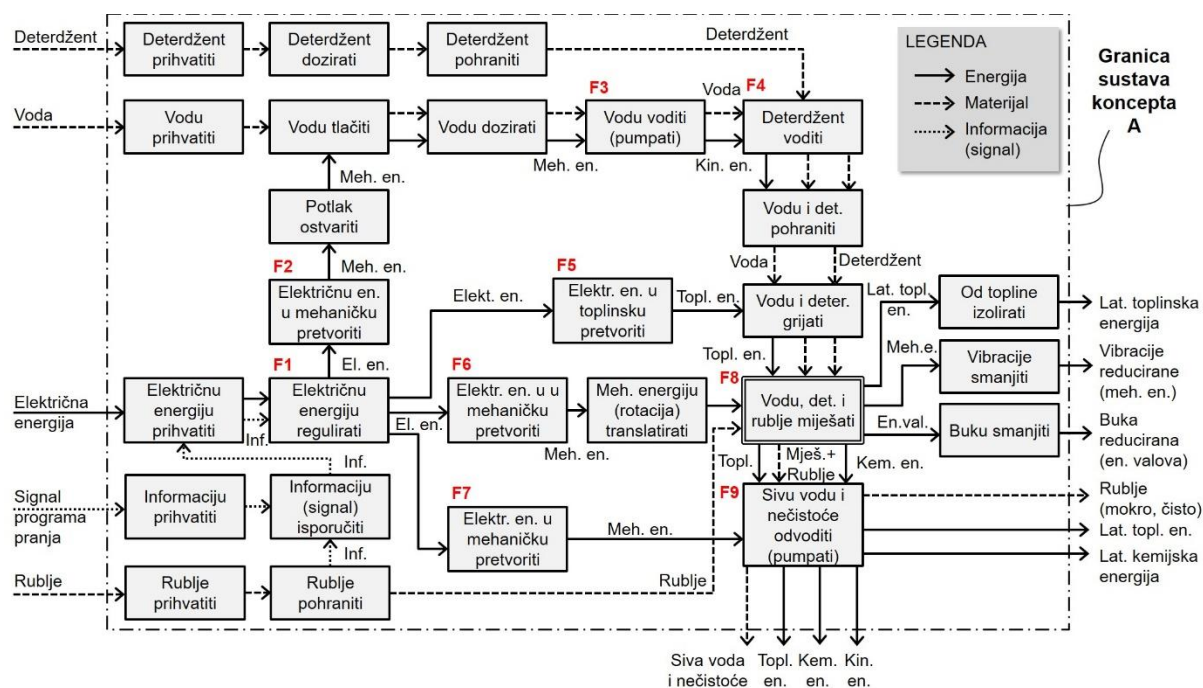 Deterdžent
Deterdžent
prihvatiti
Deterdžent
dozirati
Deterdžent
pohraniti
Deterdžent
LEGENDA
Energija
Materijal
Informacija
(signal)
Granica
sustava
koncepta
A
Voda
Vodu
prihvatiti
Vodu tlačiti
Vodu dozirati
Meh. en.
F3
Vodu voditi
(pumpati)
Voda
Kin. en.
F4
Deterdžent
voditi
Meh. en.
Potlak
ostvariti
Meh. en.
F2
Električnu en.
u mehaničku
pretvoriti
El. en.
Vodu i det.
pohraniti
Voda
Deterdžent
Elekt. en.
F5
Elektr. en. u
toplinsku
pretvoriti
Topl. en.
Vodu i deter.
grijati
Topl. en.
Lat. topl.
en.
Od topline
izolirati
Lat. toplinska
energija
Meh.e.
Vibracije
smanjiti
Vibracije
reducirane
(meh. en.)
Električna
energija
Električnu
energiju
prihvatiti
Inf.
F1
Električnu
energiju
regulirati
El. en.
F6
Elektr. en. u u
mehaničku
pretvoriti
Meh. en.
Meh. energiju
(rotacija)
translatirati
F8
Vodu, det. i
rublje miješati
En.val.
Buku smanjiti
Buka
reducirana
(en. valova)
Topl.
Mješ.+
Rublje
Kem. en.
Signal
programa
pranja
Informaciju
prihvatiti
Inf.
Informaciju
(signal)
isporučiti
Inf.
F7
Elektr. en. u
mehaničku
pretvoriti
Meh. en.
F9
Sivu vodu i
nečistoće
odvoditi
(pumpati)
Rublje
(mokro, čisto)
Lat. topl. en.
Lat. kemijska
energija
Rublje
Rublje
prihvatiti
Rublje
pohraniti
Rublje
Siva voda
i nečistoće
Topl.
en.
Kem.
en.
Kin.
en.